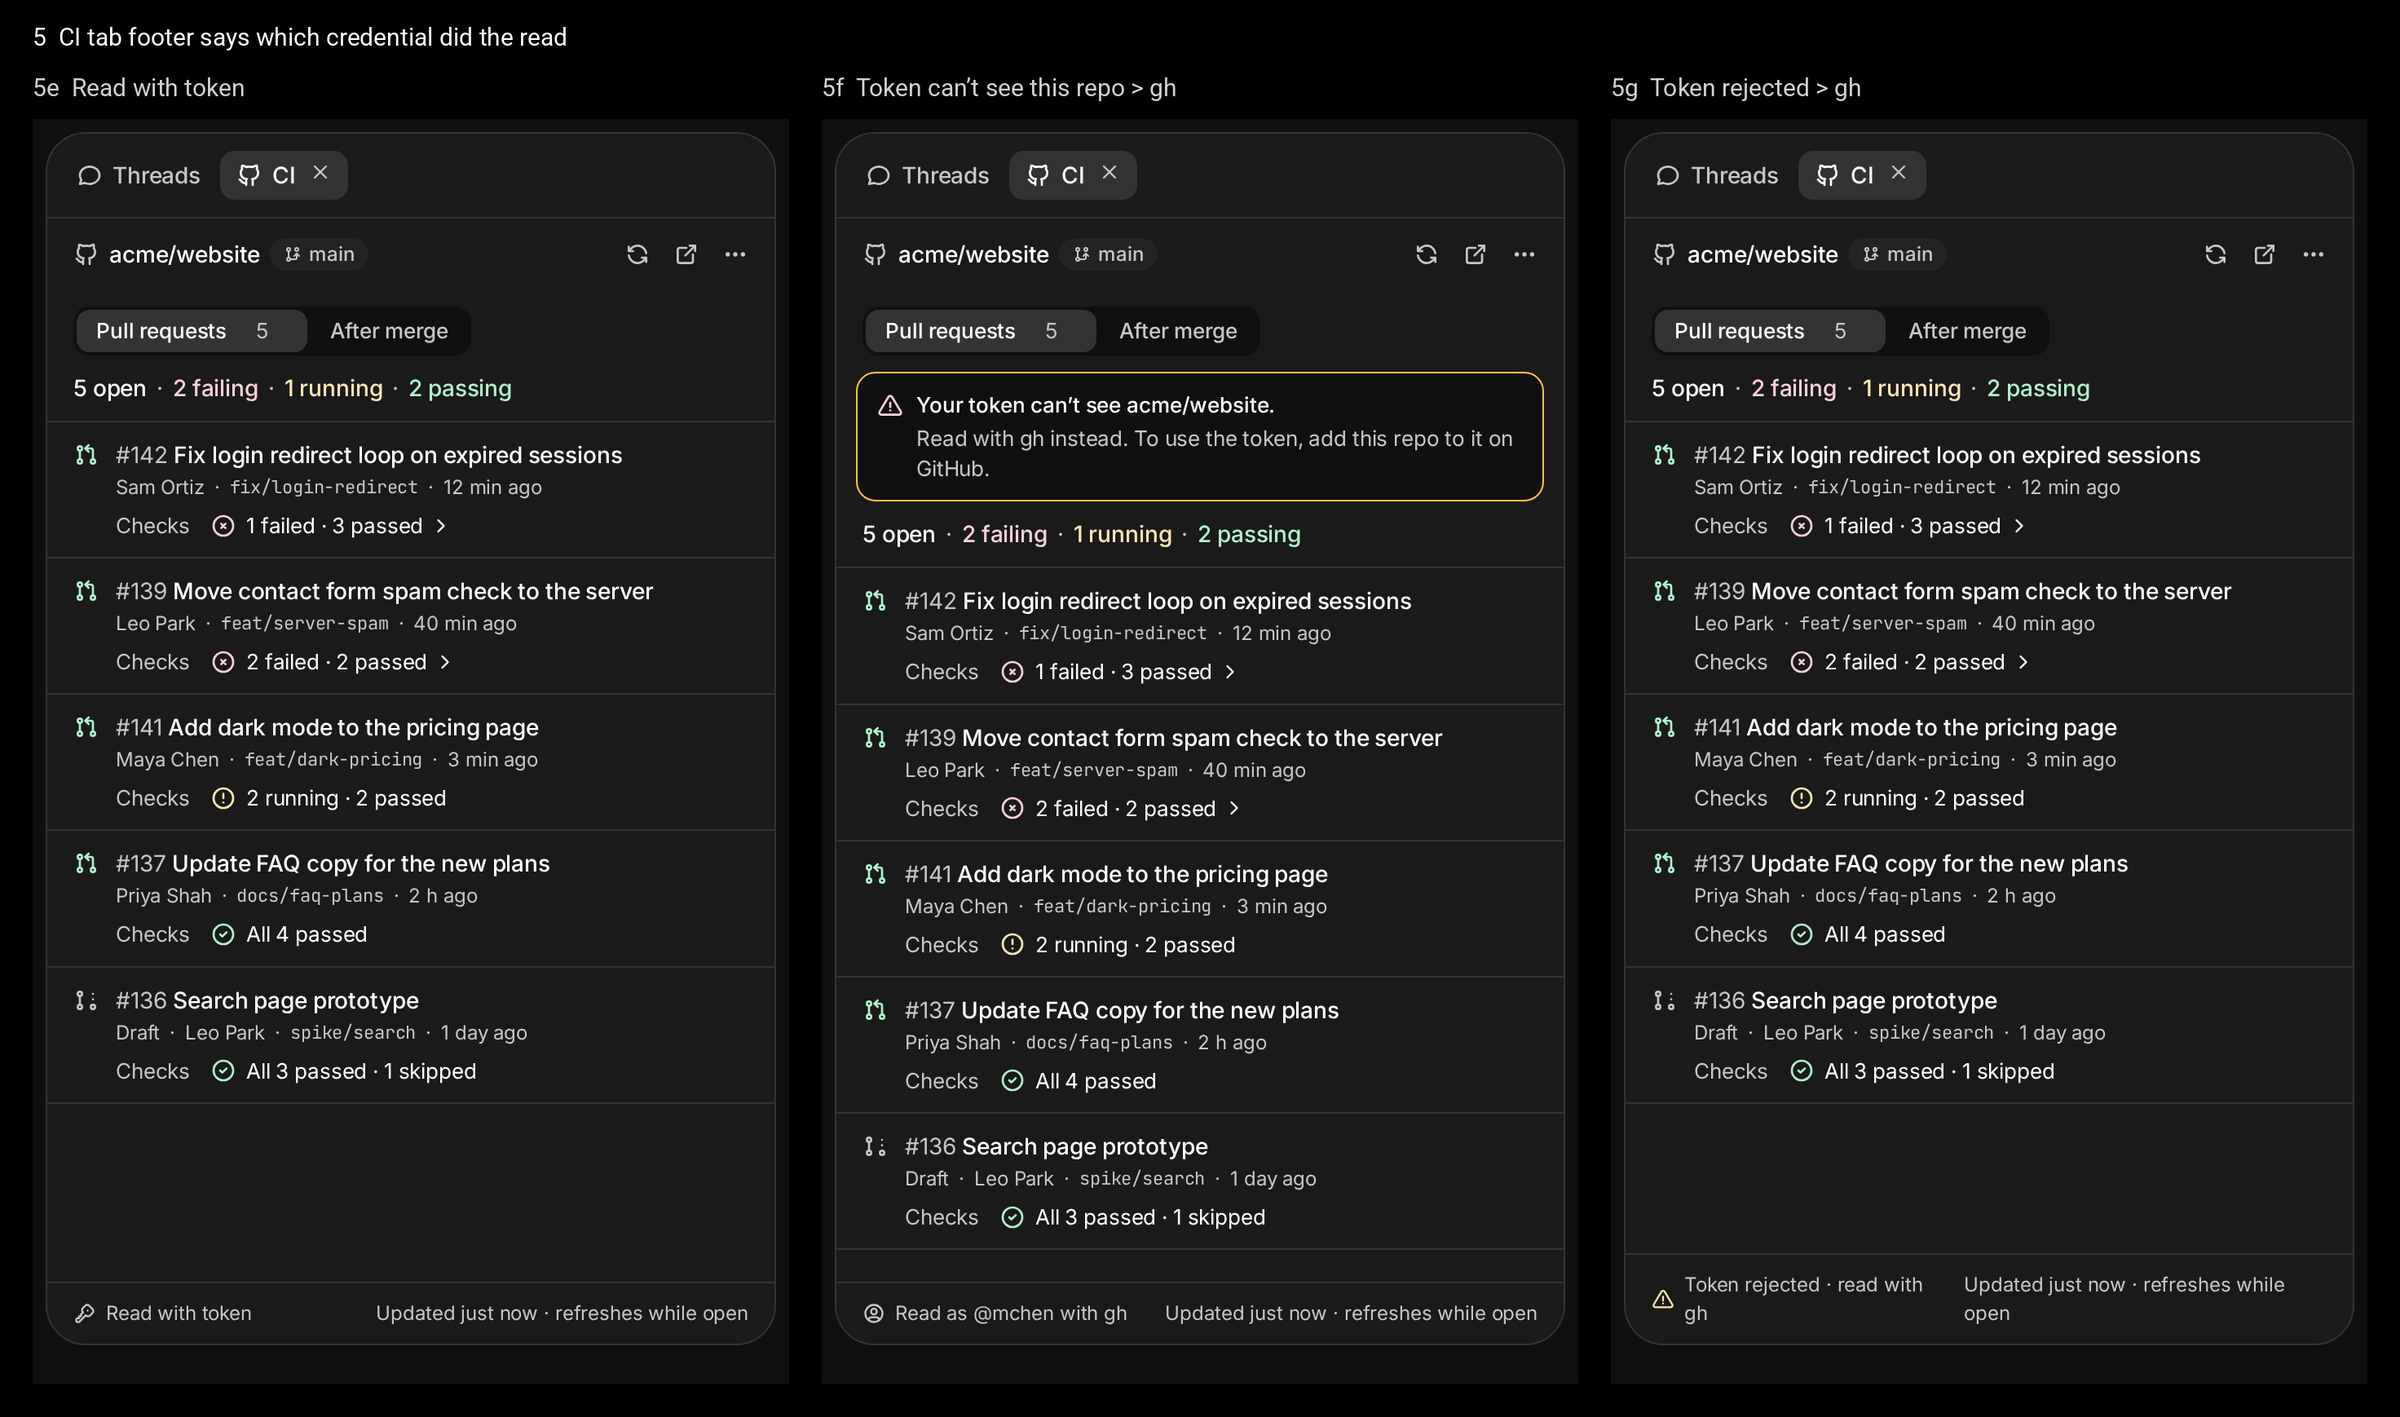 5 CI tab footer says which credential did the read
5e Read with token
Threads CI
acme/website main
Pull requests 5 After merge
5 open · 2 failing · 1 running · 2 passing
#142 Fix login redirect loop on expired sessions
Sam Ortiz · fix/login-redirect · 12 min ago
Checks 1 failed · 3 passed
#139 Move contact form spam check to the server
Leo Park · feat/server-spam · 40 min ago
Checks 2 failed · 2 passed
#141 Add dark mode to the pricing page
Maya Chen · feat/dark-pricing · 3 min ago
Checks 2 running · 2 passed
#137 Update FAQ copy for the new plans
Priya Shah · docs/faq-plans · 2 h ago
Checks All 4 passed
#136 Search page prototype
Draft · Leo Park · spike/search · 1 day ago
Checks All 3 passed · 1 skipped
Read with token Updated just now · refreshes while open
5f Token can’t see this repo > gh
Threads CI
acme/website main
Pull requests 5 After merge
Your token can’t see acme/website.
Read with gh instead. To use the token, add this repo to it on
GitHub.
5 open · 2 failing · 1 running · 2 passing
#142 Fix login redirect loop on expired sessions
Sam Ortiz · fix/login-redirect · 12 min ago
Checks 1 failed · 3 passed
#139 Move contact form spam check to the server
Leo Park · feat/server-spam · 40 min ago
Checks 2 failed · 2 passed
#141 Add dark mode to the pricing page
Maya Chen · feat/dark-pricing · 3 min ago
Checks 2 running · 2 passed
#137 Update FAQ copy for the new plans
Priya Shah · docs/faq-plans · 2 h ago
Checks All 4 passed
#136 Search page prototype
Draft · Leo Park · spike/search · 1 day ago
Checks All 3 passed · 1 skipped
Read as @mchen with gh Updated just now · refreshes while open
5g Token rejected > gh
Threads CI
acme/website main
Pull requests 5 After merge
5 open · 2 failing · 1 running · 2 passing
#142 Fix login redirect loop on expired sessions
Sam Ortiz · fix/login-redirect · 12 min ago
Checks 1 failed · 3 passed
#139 Move contact form spam check to the server
Leo Park · feat/server-spam · 40 min ago
Checks 2 failed · 2 passed
#141 Add dark mode to the pricing page
Maya Chen · feat/dark-pricing · 3 min ago
Checks 2 running · 2 passed
#137 Update FAQ copy for the new plans
Priya Shah · docs/faq-plans · 2 h ago
Checks All 4 passed
#136 Search page prototype
Draft · Leo Park · spike/search · 1 day ago
Checks All 3 passed · 1 skipped
Token rejected · read with
gh
Updated just now · refreshes while
open